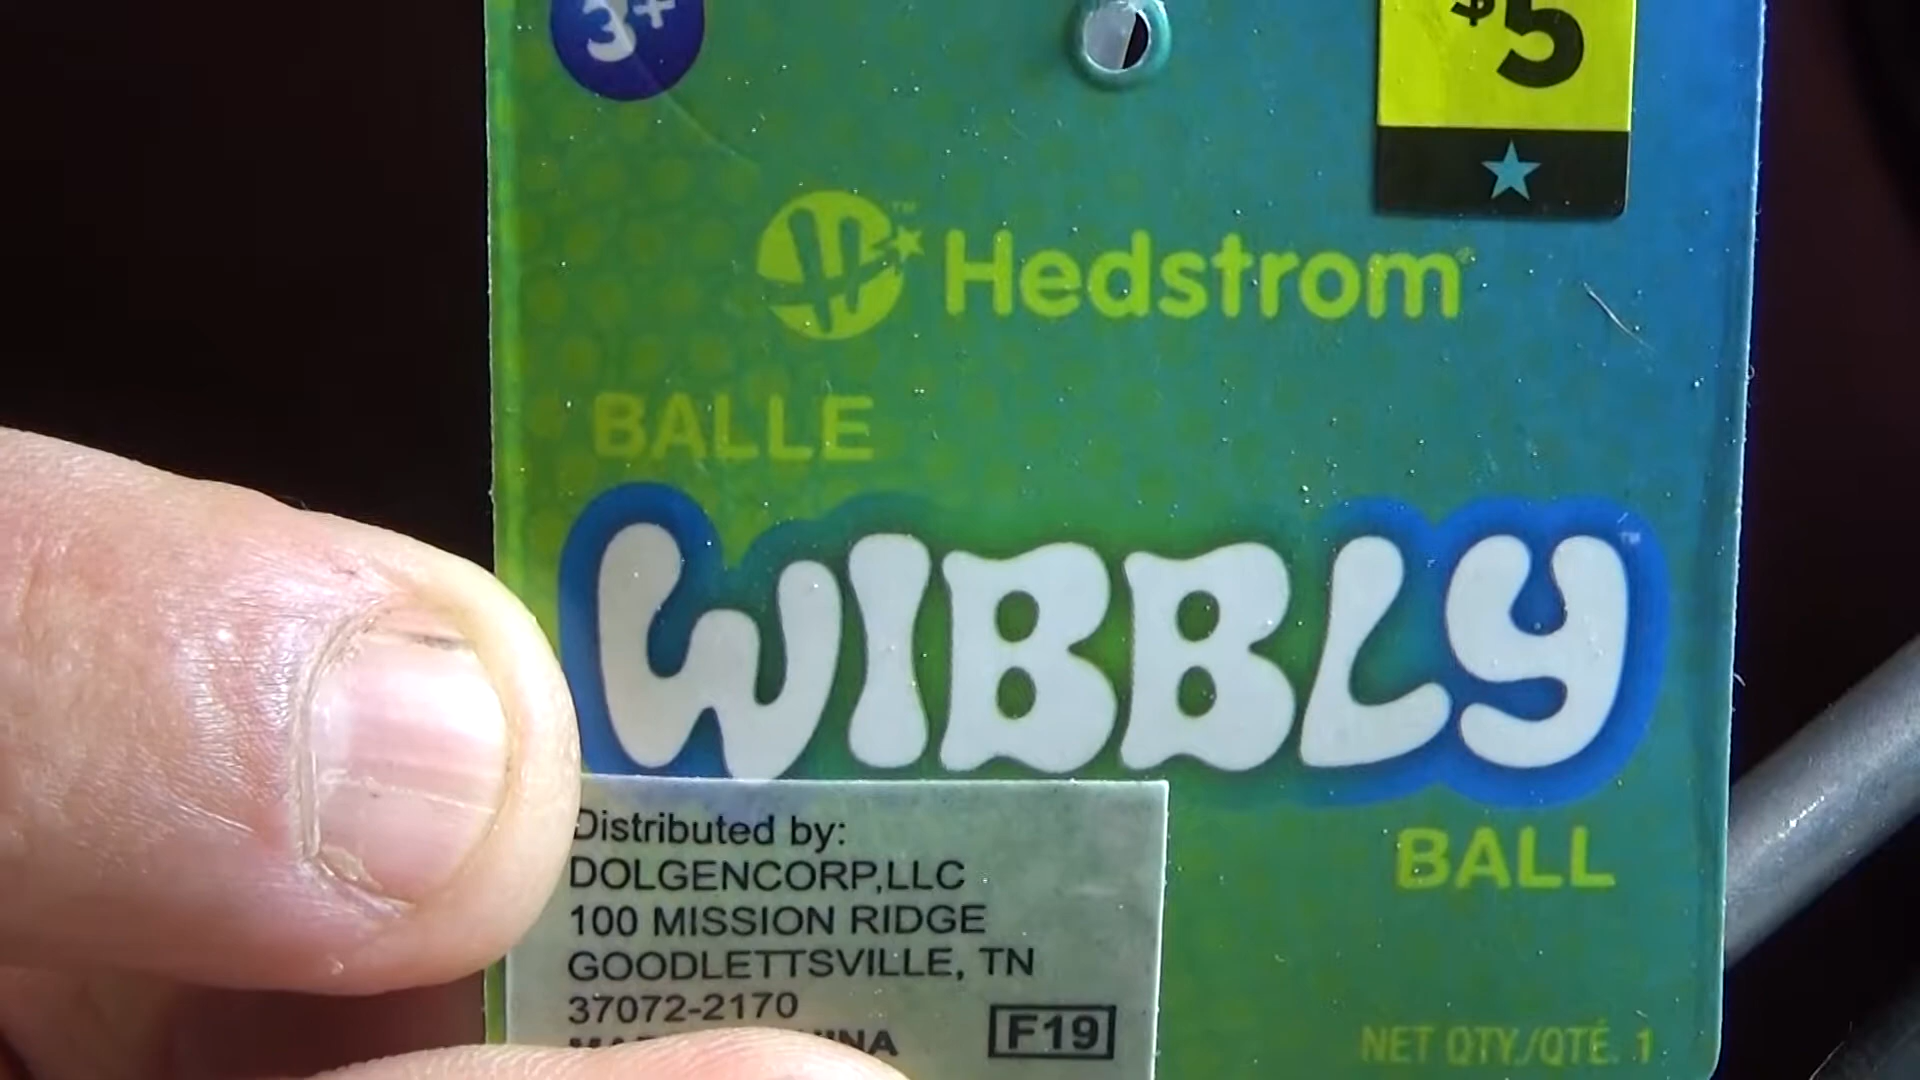 3+
$5
Hedstrom®
BALLE
WIBBLY™
BALL
Distributed by:
DOLGENCORP,LLC
100 MISSION RIDGE
GOODLETTSVILLE, TN
37072-2170
F19
NET QTY./QTÉ. 1